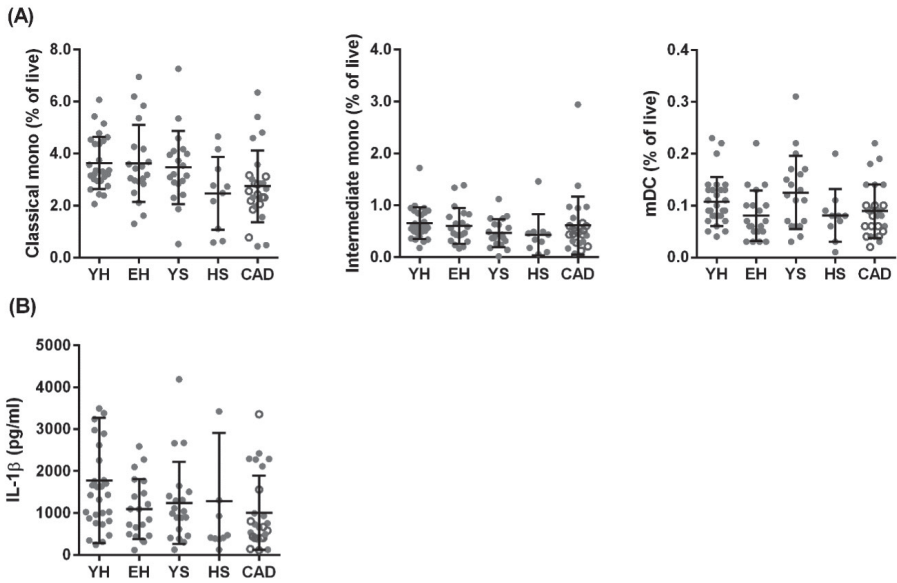 (A)
Classical mono (% of live)
8.0
6.0
4.0
2.0
0.0
YH EH YS HS CAD
Intermediate mono (% of live)
4.0
3.0
2.0
1.0
0.0
YH EH YS HS CAD
mDC (% of live)
0.4
0.3
0.2
0.1
0.0
YH EH YS HS CAD
(B)
IL-1β (pg/ml)
5000
4000
3000
2000
1000
0
YH EH YS HS CAD